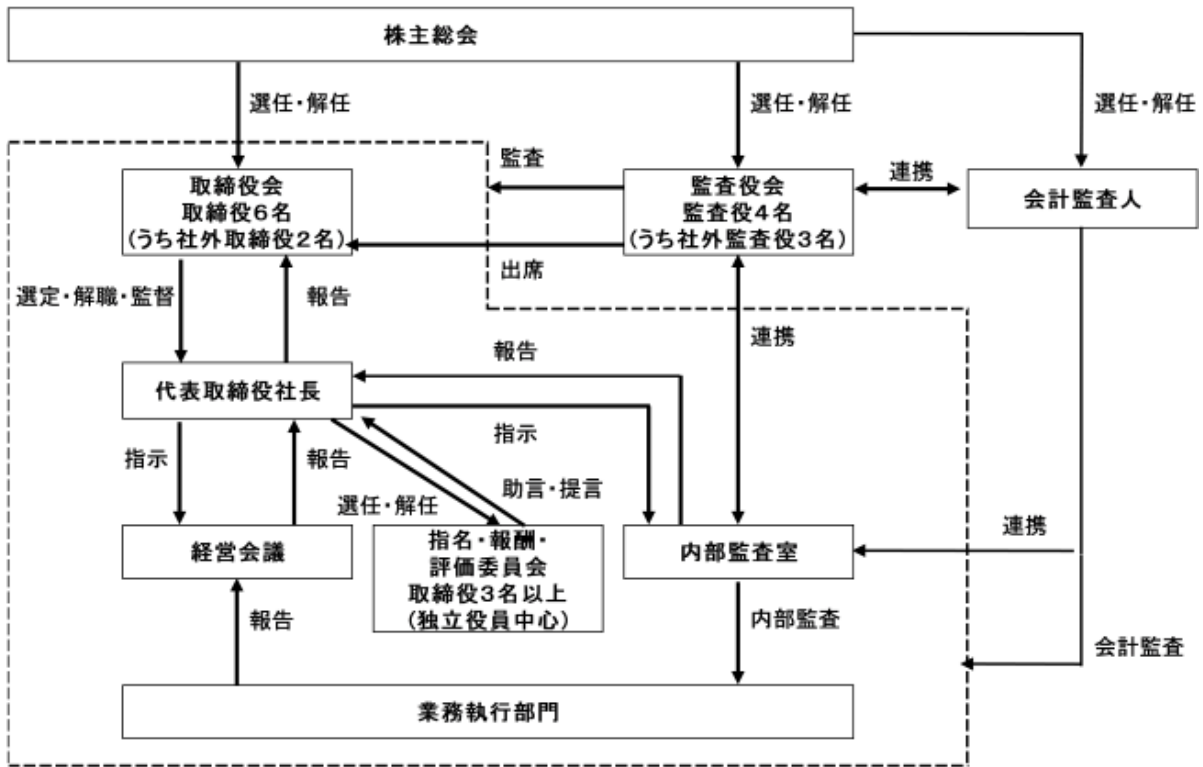 株主総会
選任・解任
選任・解任
選任・解任
監査
取締役会
取締役6名
(うち社外取締役2名)
監査役会
監査役4名
(うち社外監査役3名)
連携
会計監査人
出席
選定・解職・監督
報告
連携
報告
代表取締役社長
指示
指示
報告
助言・提言
選任・解任
経営会議
指名・報酬・
評価委員会
取締役3名以上
(独立役員中心)
内部監査室
連携
報告
内部監査
会計監査
業務執行部門